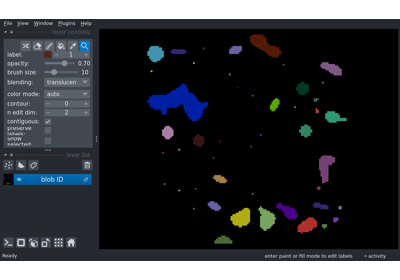 File View Window Plugins Help
layer controls
label: 1
opacity: 0.70
brush size: 10
blending: translucen
color mode: auto
contour: 0
n edit dim: 2
contiguous:
preserve labels:
show selected:
layer list
blob ID
Ready enter paint or fill mode to edit labels activity